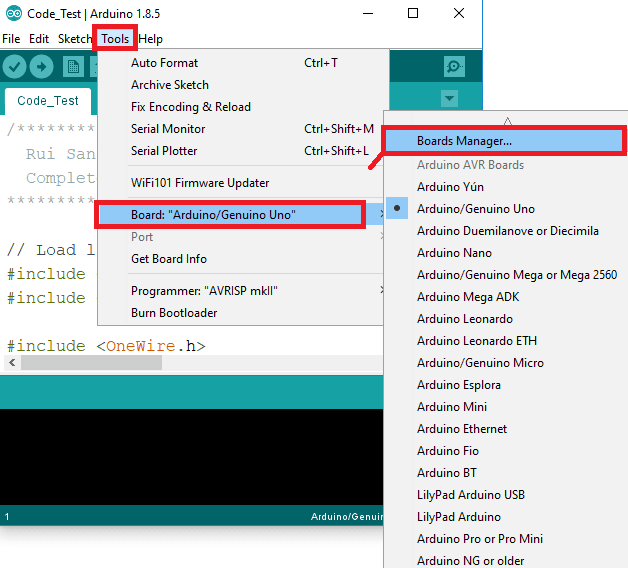 Code_Test | Arduino 1.8.5
File Edit Sketch Tools Help
Code_Test
/*********
Rui San
Complet
*********
// Load l
#include
#include
#include <OneWire.h>
1
Arduino/Genuin
Auto Format Ctrl+T
Archive Sketch
Fix Encoding & Reload
Serial Monitor Ctrl+Shift+M
Serial Plotter Ctrl+Shift+L
WiFi101 Firmware Updater
Board: "Arduino/Genuino Uno"
Port
Get Board Info
Programmer: "AVRISP mkII"
Burn Bootloader
Boards Manager...
Arduino AVR Boards
Arduino Yún
Arduino/Genuino Uno
Arduino Duemilanove or Diecimila
Arduino Nano
Arduino/Genuino Mega or Mega 2560
Arduino Mega ADK
Arduino Leonardo
Arduino Leonardo ETH
Arduino/Genuino Micro
Arduino Esplora
Arduino Mini
Arduino Ethernet
Arduino Fio
Arduino BT
LilyPad Arduino USB
LilyPad Arduino
Arduino Pro or Pro Mini
Arduino NG or older